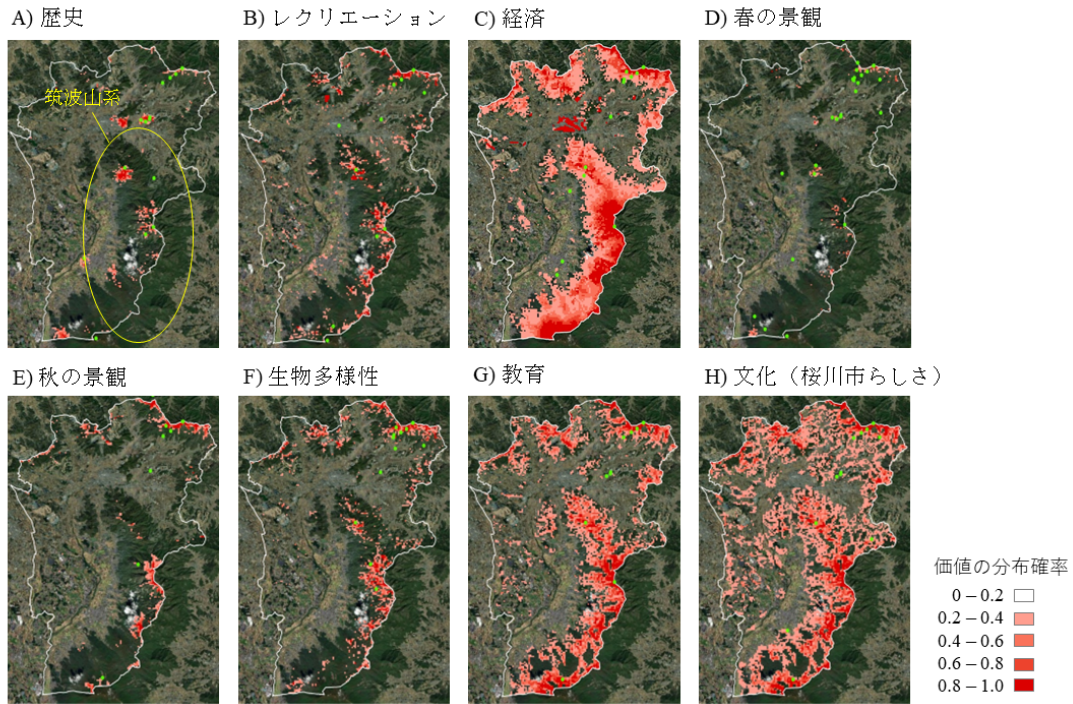 A) 歴史
B) レクリエーション
C) 経済
D) 春の景観
筑波山系
E) 秋の景観
F) 生物多様性
G) 教育
H) 文化（桜川市らしさ）
価値の分布確率
0 – 0.2
0.2 – 0.4
0.4 – 0.6
0.6 – 0.8
0.8 – 1.0